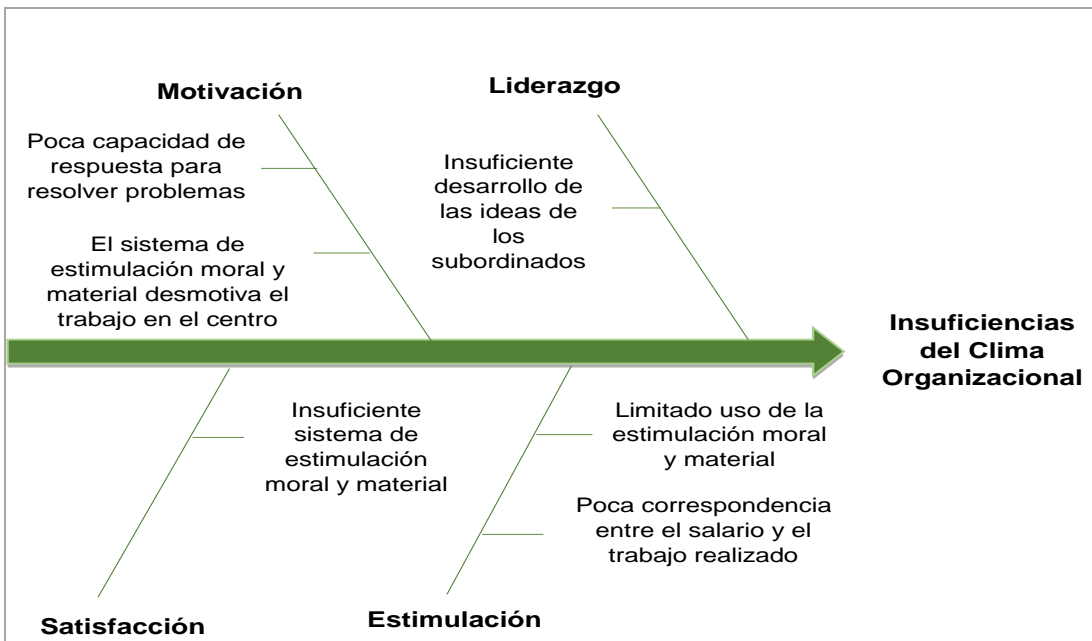 Motivación
Liderazgo
Poca capacidad de
respuesta para
resolver problemas
Insuficiente
desarrollo de
las ideas de
los
subordinados
El sistema de
estimulación moral y
material desmotiva el
trabajo en el centro
Insuficiencias
del Clima
Organizacional
Insuficiente
sistema de
estimulación
moral y material
Limitado uso de la
estimulación moral
y material
Poca correspondencia
entre el salario y el
trabajo realizado
Satisfacción
Estimulación